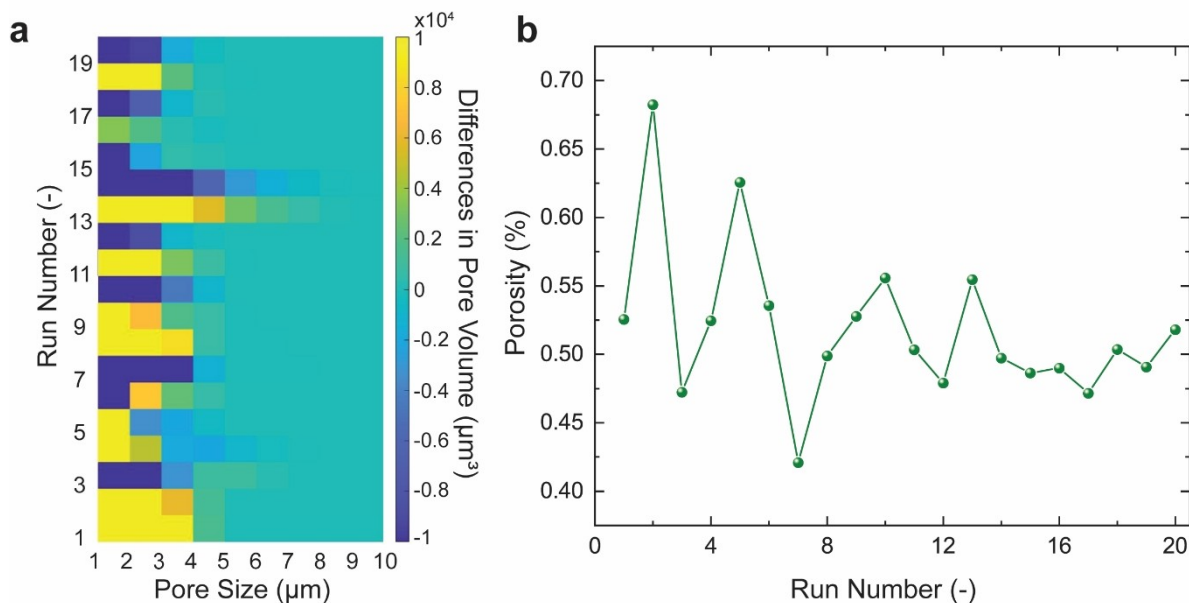 a
x10⁴
Run Number (-)
19
17
15
13
11
9
7
5
3
1
1 2 3 4 5 6 7 8 9 10
Pore Size (μm)
1
0.8
0.6
0.4
0.2
0
-0.2
-0.4
-0.6
-0.8
-1
Differences in Pore Volume (μm³)
b
Porosity (%)
0.70
0.65
0.60
0.55
0.50
0.45
0.40
0 4 8 12 16 20
Run Number (-)